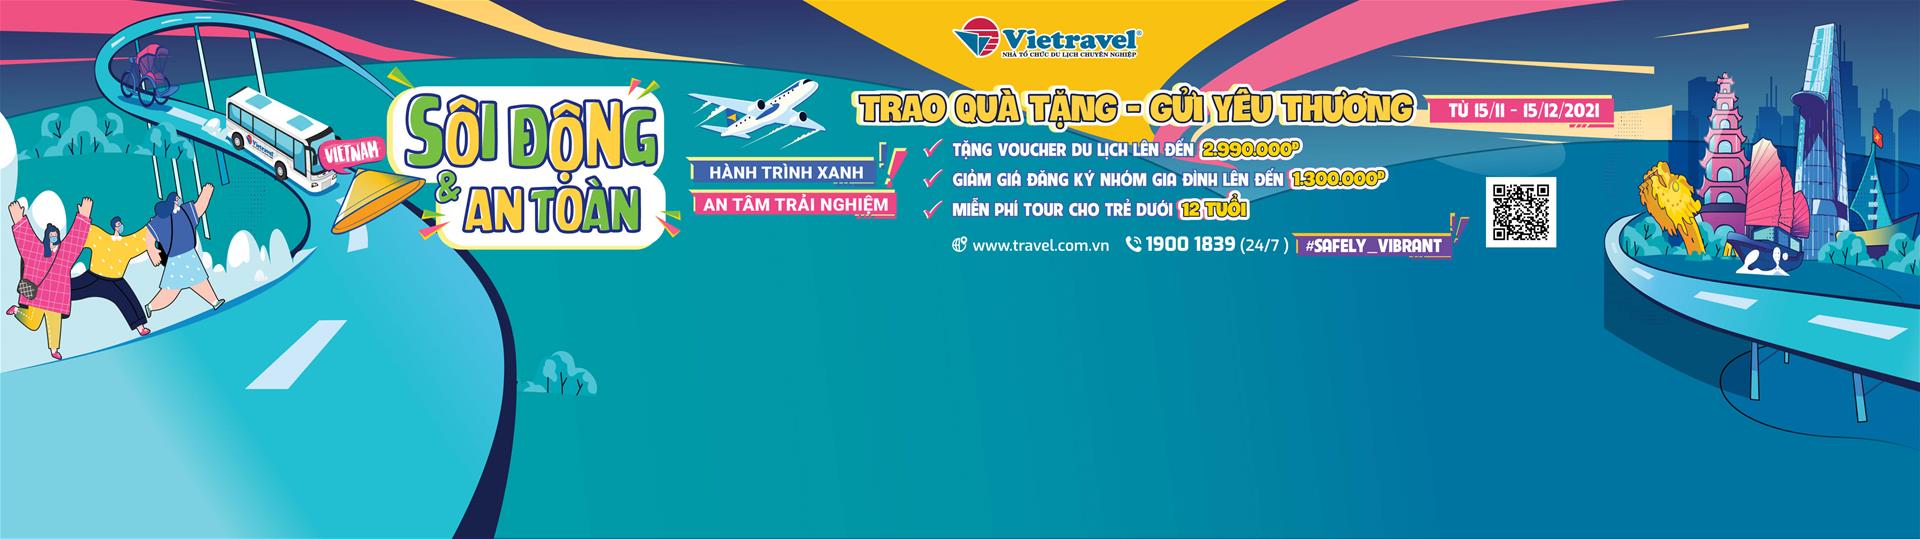 Vietravel®
NHÀ TỔ CHỨC DU LỊCH CHUYÊN NGHIỆP
Vietravel
VIETNAM
SÔI ĐỘNG
& AN TOÀN
HÀNH TRÌNH XANH
AN TÂM TRẢI NGHIỆM
TRAO QUÀ TẶNG - GỬI YÊU THƯƠNG
TỪ 15/11 - 15/12/2021
TẶNG VOUCHER DU LỊCH LÊN ĐẾN 2.990.000Đ
GIẢM GIÁ ĐĂNG KÝ NHÓM GIA ĐÌNH LÊN ĐẾN 1.300.000Đ
MIỄN PHÍ TOUR CHO TRẺ DƯỚI 12 TUỔI
www.travel.com.vn 1900 1839 (24/7 ) #SAFELY_VIBRANT